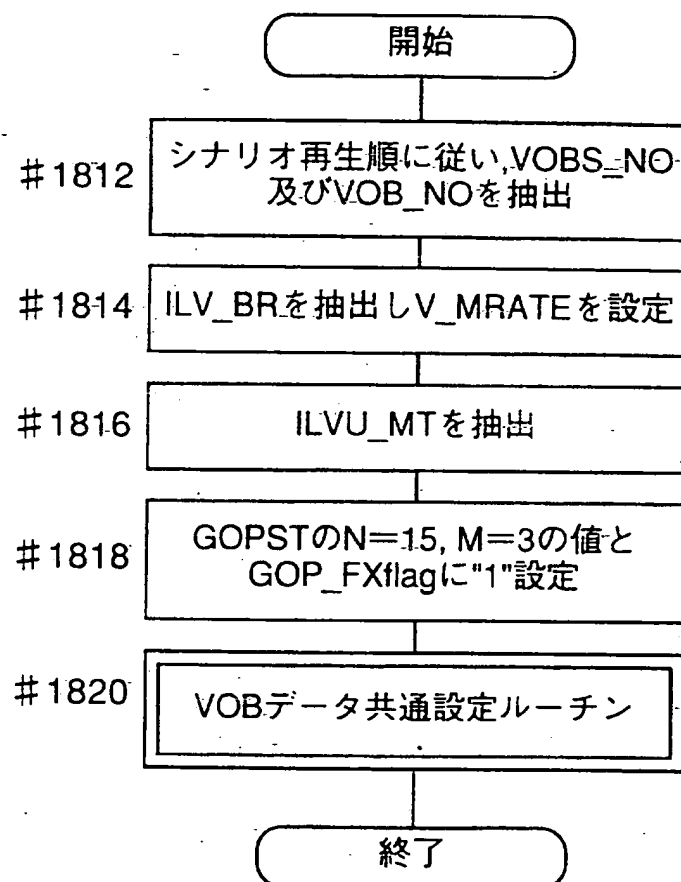 開始
#1812
シナリオ再生順に従い,VOBS_NO
及びVOB_NOを抽出
#1814
ILV_BRを抽出しV_MRATEを設定
#1816
ILVU_MTを抽出
#1818
GOPSTのN=15, M=3の値と
GOP_FXflagに"1"設定
#1820
VOBデータ共通設定ルーチン
終了